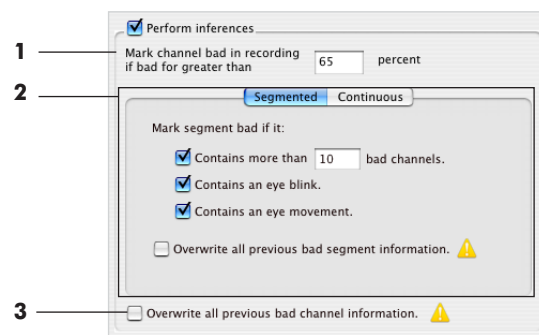 Perform inferences
1
Mark channel bad in recording
if bad for greater than 65 percent
2
Segmented Continuous
Mark segment bad if it:
Contains more than 10 bad channels.
Contains an eye blink.
Contains an eye movement.
Overwrite all previous bad segment information.
3
Overwrite all previous bad channel information.